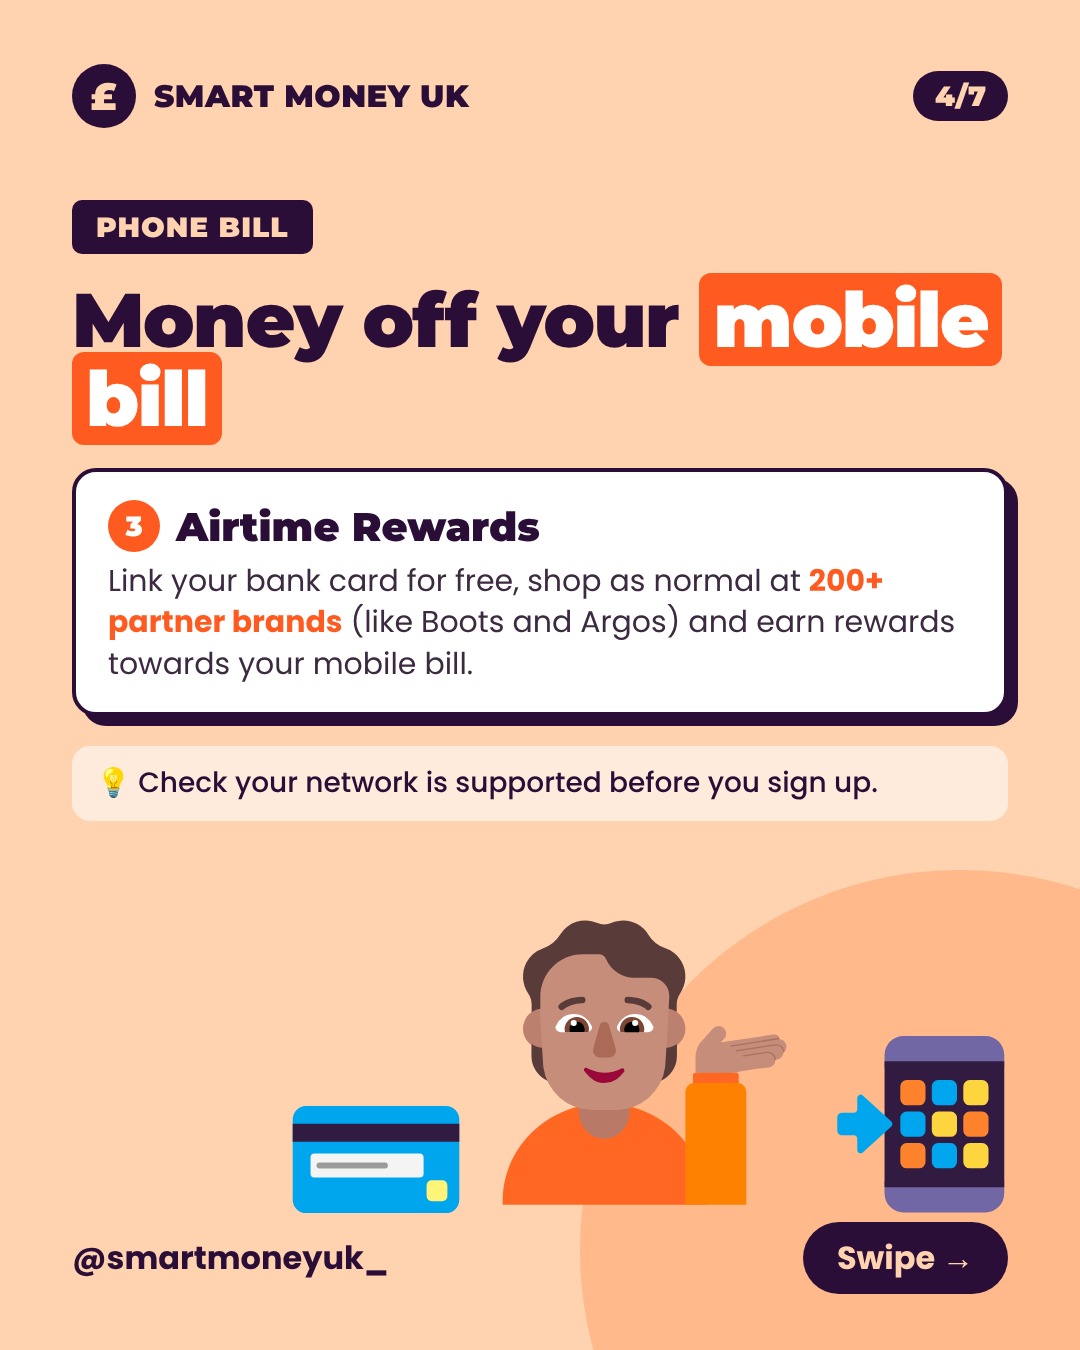 £ SMART MONEY UK
4/7
PHONE BILL
Money off your mobile
bill
3 Airtime Rewards
Link your bank card for free, shop as normal at 200+
partner brands (like Boots and Argos) and earn rewards
towards your mobile bill.
💡 Check your network is supported before you sign up.
@smartmoneyuk_
Swipe →